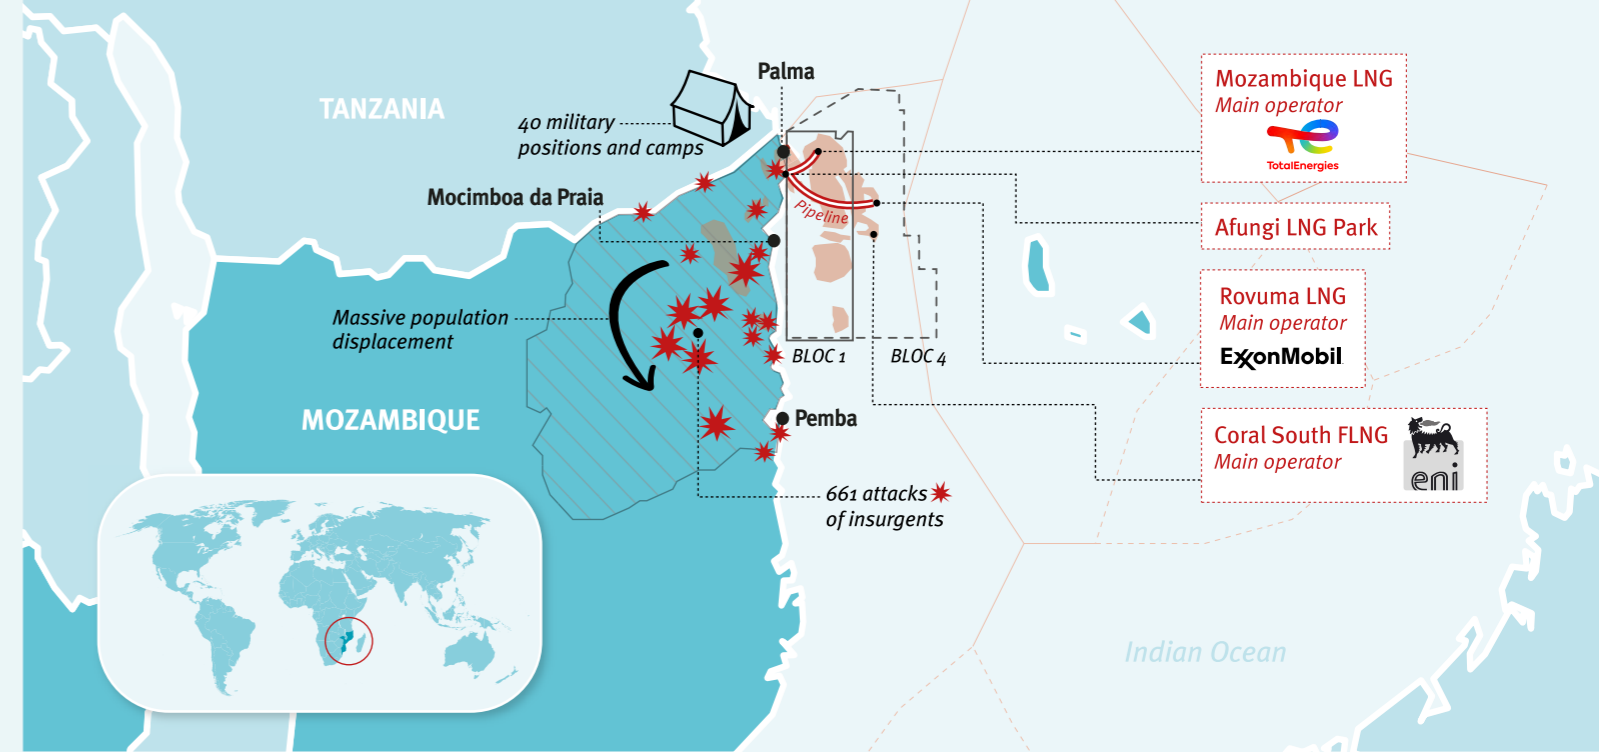 TANZANIA
Palma
40 military
positions and camps
Mocimboa da Praia
Pipeline
Massive population
displacement
BLOC 1
BLOC 4
MOZAMBIQUE
Pemba
661 attacks
of insurgents
Mozambique LNG
Main operator
TotalEnergies
Afungi LNG Park
Rovuma LNG
Main operator
ExxonMobil
Coral South FLNG
Main operator
eni
Indian Ocean